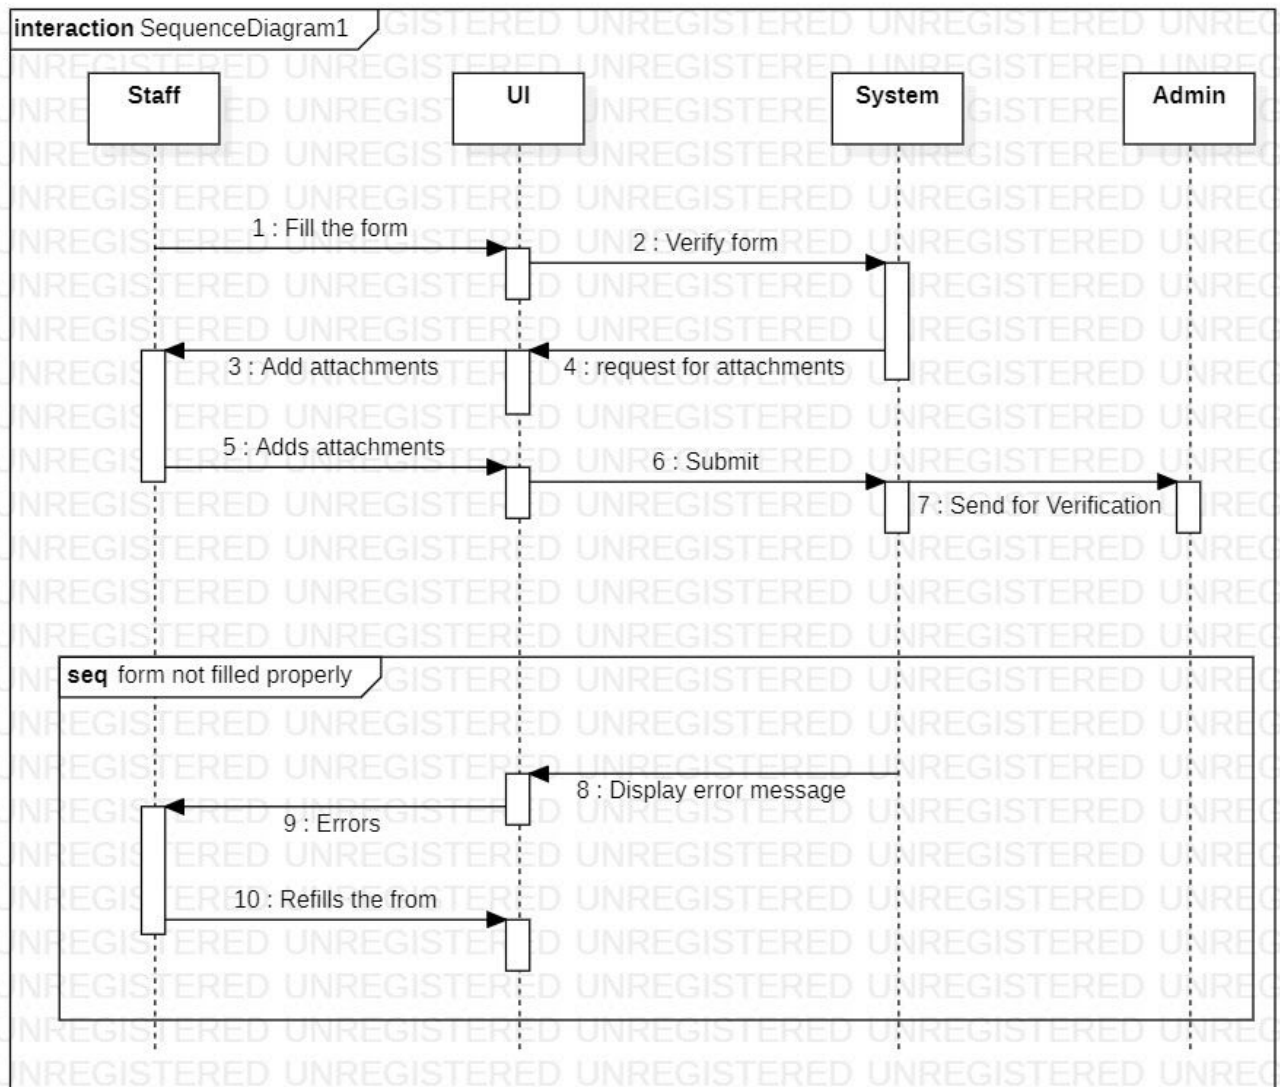 interaction SequenceDiagram1
Staff
UI
System
Admin
1 : Fill the form
2 : Verify form
3 : Add attachments
4 : request for attachments
5 : Adds attachments
6 : Submit
7 : Send for Verification
seq form not filled properly
8 : Display error message
9 : Errors
10 : Refills the from
UNREGISTERED